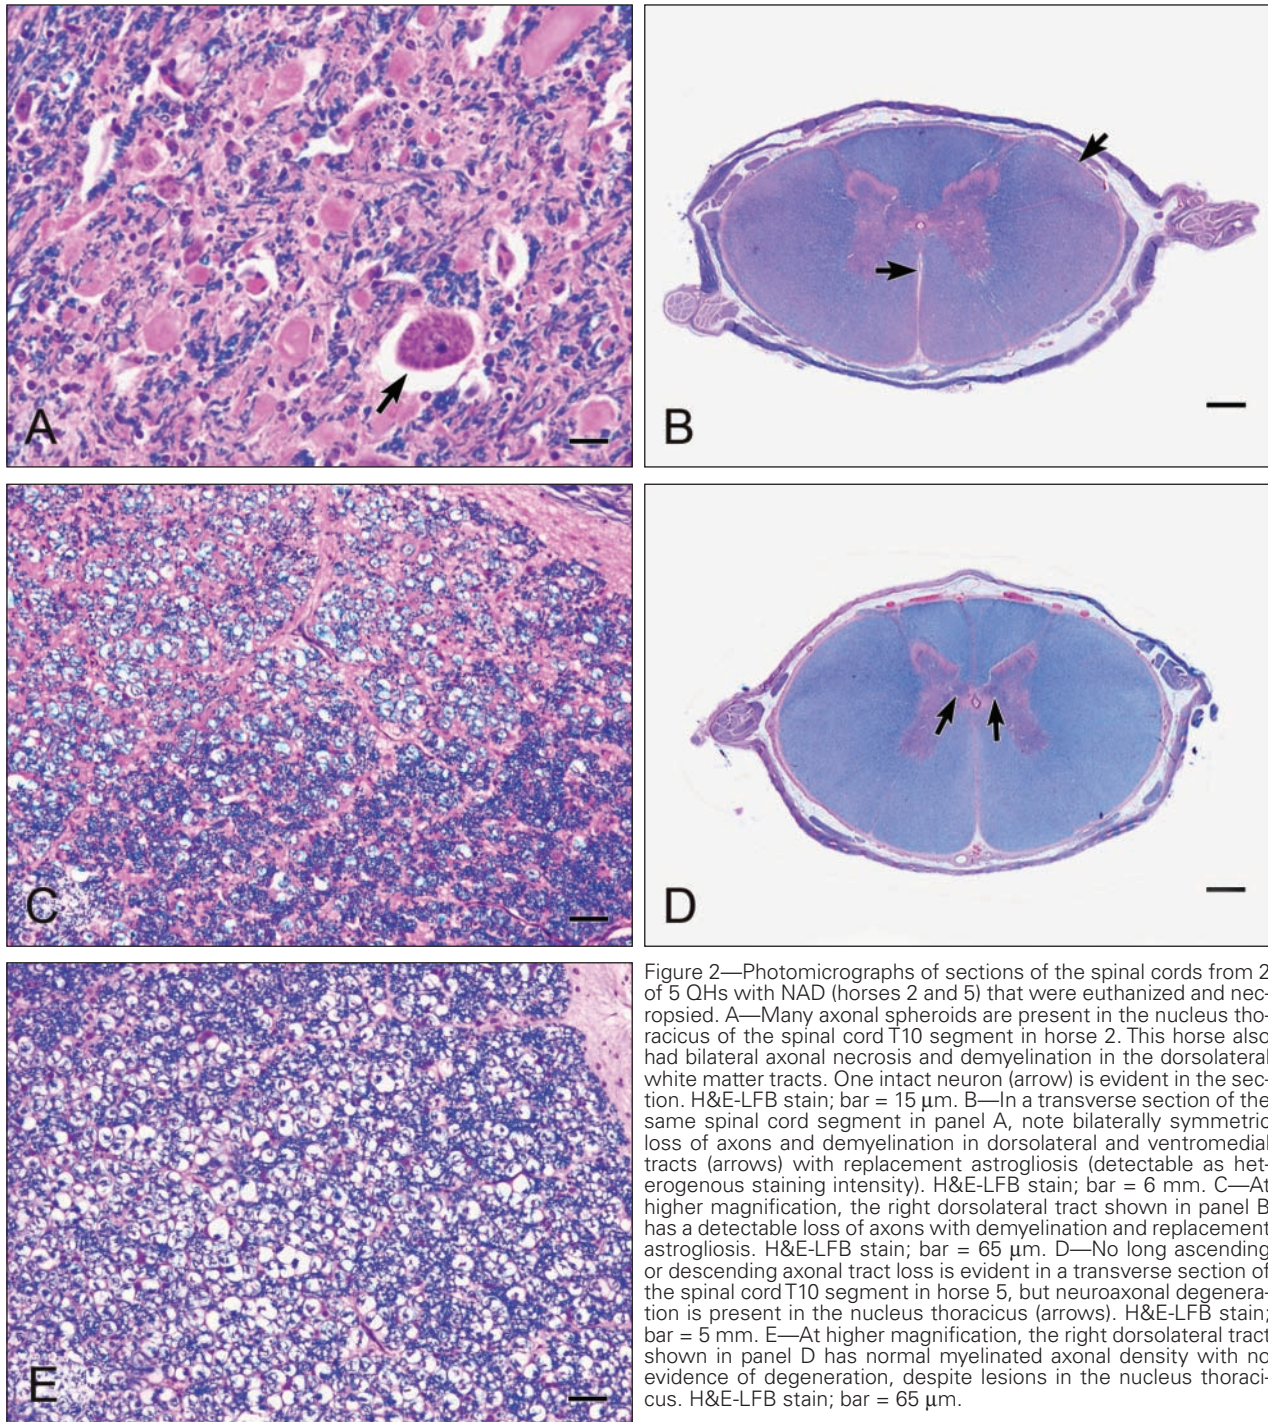 A
B
C
D
E
Figure 2—Photomicrographs of sections of the spinal cords from 2
of 5 QHs with NAD (horses 2 and 5) that were euthanized and nec-
ropsied. A—Many axonal spheroids are present in the nucleus tho-
racicus of the spinal cord T10 segment in horse 2. This horse also
had bilateral axonal necrosis and demyelination in the dorsolateral
white matter tracts. One intact neuron (arrow) is evident in the sec-
tion. H&E-LFB stain; bar = 15 μm. B—In a transverse section of the
same spinal cord segment in panel A, note bilaterally symmetric
loss of axons and demyelination in dorsolateral and ventromedial
tracts (arrows) with replacement astrogliosis (detectable as het-
erogenous staining intensity). H&E-LFB stain; bar = 6 mm. C—At
higher magnification, the right dorsolateral tract shown in panel B
has a detectable loss of axons with demyelination and replacement
astrogliosis. H&E-LFB stain; bar = 65 μm. D—No long ascending
or descending axonal tract loss is evident in a transverse section of
the spinal cord T10 segment in horse 5, but neuroaxonal degenera-
tion is present in the nucleus thoracicus (arrows). H&E-LFB stain;
bar = 5 mm. E—At higher magnification, the right dorsolateral tract
shown in panel D has normal myelinated axonal density with no
evidence of degeneration, despite lesions in the nucleus thoraci-
cus. H&E-LFB stain; bar = 65 μm.